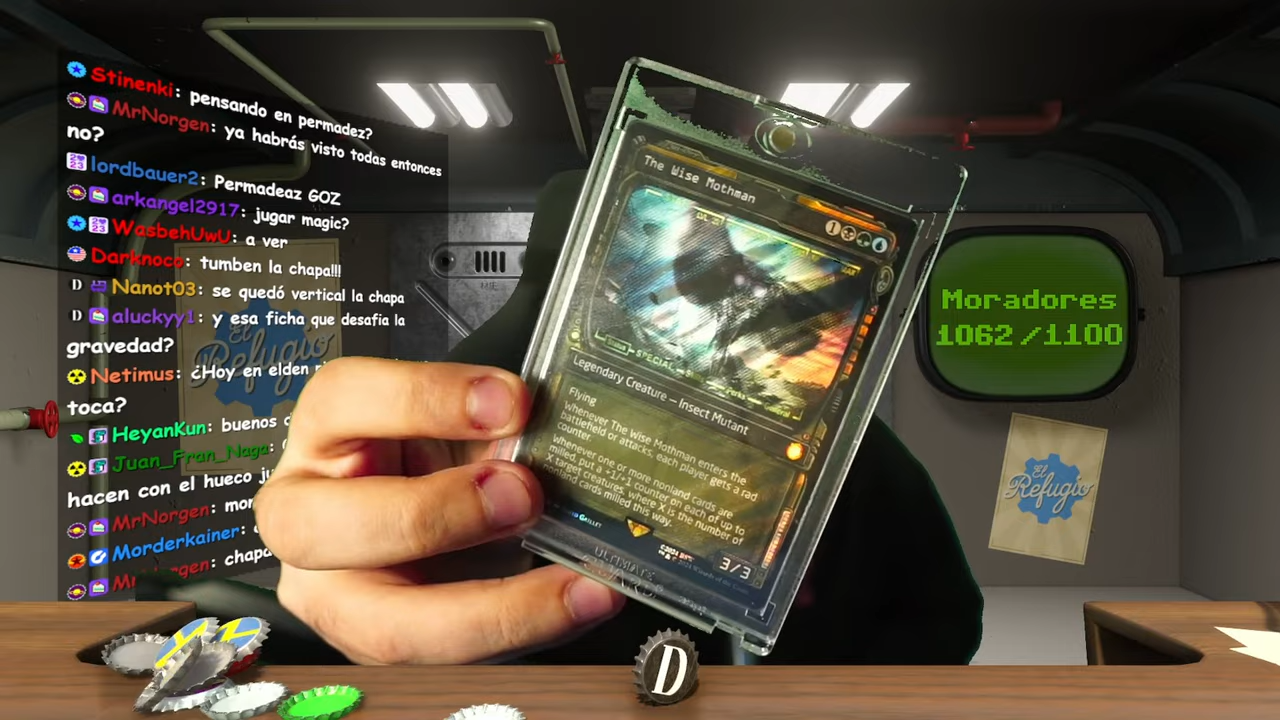 Stinenki: pensando en permadez?
MrNorgen: ya habrás visto todas entonces
no?
lordbauer2: Permadeaz GOZ
arkangel2917: jugar magic?
WasbehUwU: a ver
Darknoco: tumben la chapa!!!
D Nanot03: se quedó vertical la chapa
D aluckyy1: y esa ficha que desafia la
gravedad?
Netimus: ¿Hoy en elden
toca?
HeyanKun: buenos
Juan_Fran_Naga:
hacen con el hueco
MrNorgen:
Morderkainer:
chapa
El Refugio
The Wise Mothman
1
SPECIAL
Legendary Creature — Insect Mutant
Flying
Whenever The Wise Mothman enters the
battlefield or attacks, each player gets a rad
counter.
Whenever one or more nonland cards are
milled, put a +1/+1 counter on each of up to
X target creatures, where X is the number of
nonland cards milled this way.
3/3
ULTIMATE
GUARD
Moradores
1062/1100
El
Refugio
D